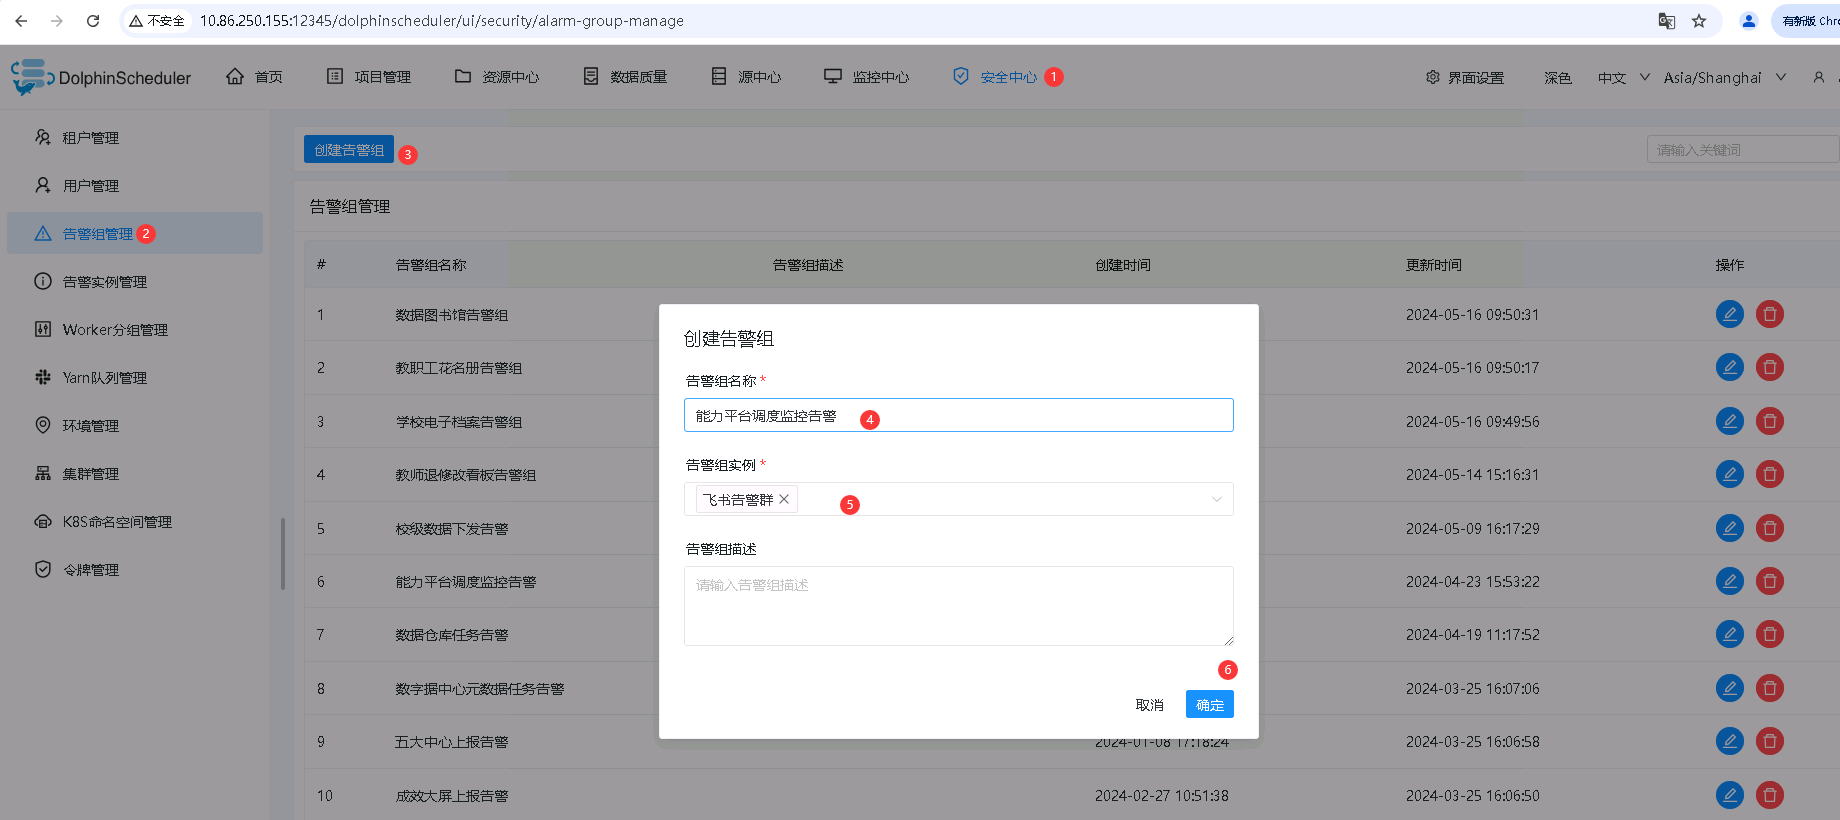 不安全 10.86.250.155:12345/dolphinscheduler/ui/security/alarm-group-manage 有新版 Chr
DolphinScheduler 首页 项目管理 资源中心 数据质量 源中心 监控中心 安全中心 1 界面设置 深色 中文 Asia/Shanghai
租户管理
用户管理
告警组管理 2
告警实例管理
Worker分组管理
Yarn队列管理
环境管理
集群管理
K8S命名空间管理
令牌管理
创建告警组 3 请输入关键词
告警组管理
# 告警组名称 告警组描述 创建时间 更新时间 操作
1 数据图书馆告警组 2024-05-16 09:50:31
2 教职工花名册告警组 2024-05-16 09:50:17
3 学校电子档案告警组 2024-05-16 09:49:56
4 教师退修改看板告警组 2024-05-14 15:16:31
5 校级数据下发告警 2024-05-09 16:17:29
6 能力平台调度监控告警 2024-04-23 15:53:22
7 数据仓库任务告警 2024-04-19 11:17:52
8 数字据中心元数据任务告警 2024-03-25 16:07:06
9 五大中心上报告警 2024-01-08 17:18:24 2024-03-25 16:06:58
10 成效大屏上报告警 2024-02-27 10:51:38 2024-03-25 16:06:50
创建告警组
告警组名称 *
能力平台调度监控告警 4
告警组实例 *
飞书告警群 5
告警组描述
请输入告警组描述
6
取消 确定